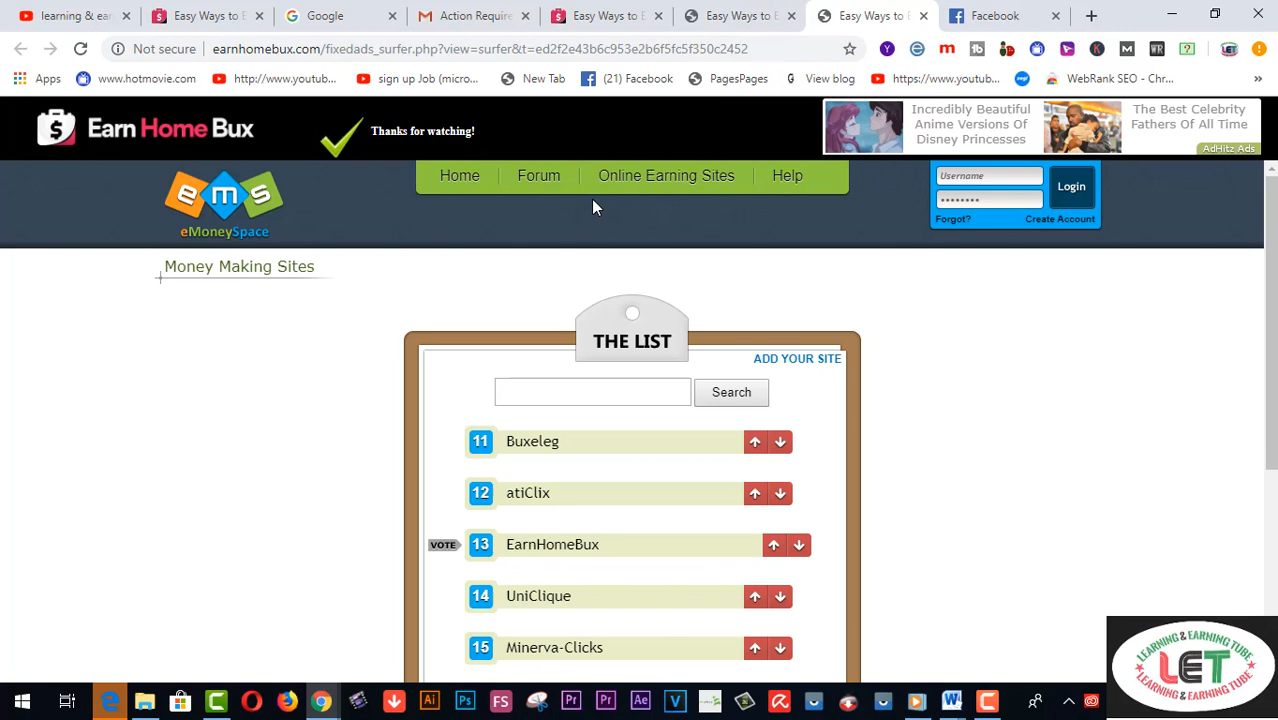 learning & ea
Easy Ways to E
Google
Action Require
Easy Ways to E
Easy Ways to E
Easy Ways to E
Facebook
Not secure
earnhomebux.com/fixedads_surfer.php?view=surfer&t=ed2f2e43b6c953e2b6f5fc5f350c2452
Apps
www.hotmovie.com
http://www.youtub...
sign up Job (micro...
New Tab
(21) Facebook
PagesPages
View blog
https://www.youtub...
WebRank SEO - Chr...
Earn Home Bux
Thanks for watching!
Incredibly Beautiful
Anime Versions Of
Disney Princesses
The Best Celebrity
Fathers Of All Time
AdHitz Ads
ems
eMoneySpace
Home
Forum
Online Earning Sites
Help
Username
Login
Forgot?
Create Account
Money Making Sites
THE LIST
ADD YOUR SITE
Search
11 Buxeleg
12 atiClix
VOTE 13 EarnHomeBux
14 UniClique
15 Minerva-Clicks
LEARNING & EARNING TUBE
LET
LEARNING & EARNING TUBE